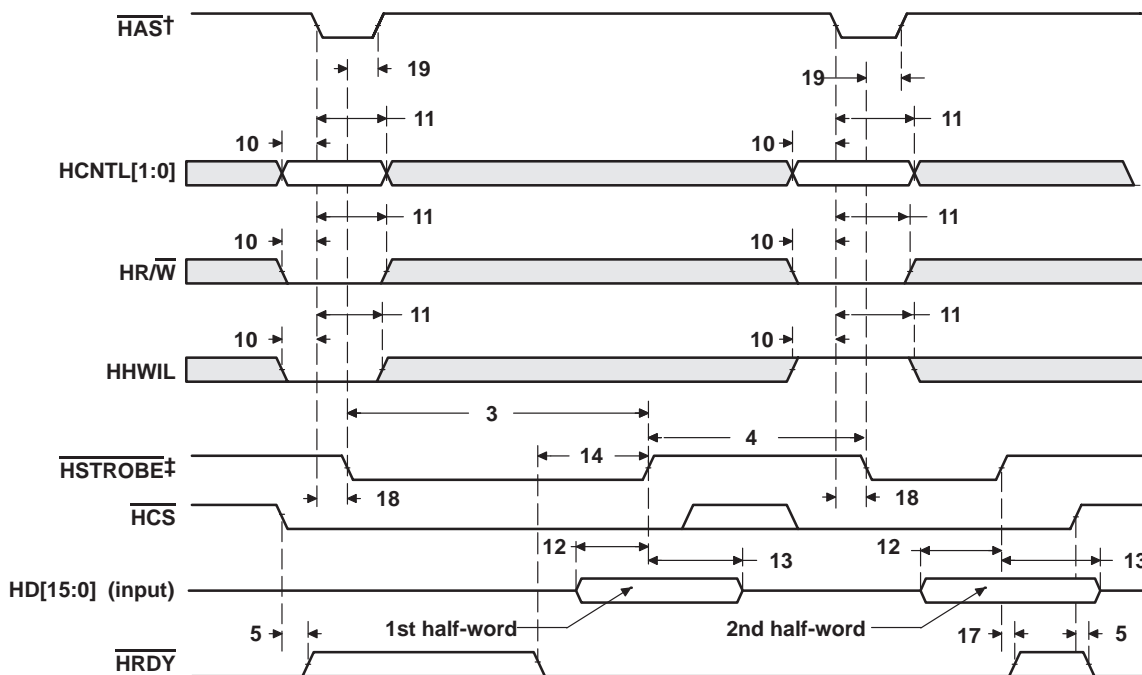 HAS†
19
19
11
11
10
10
HCNTL[1:0]
11
11
10
10
HR/W
11
11
10
10
HHWIL
3
4
14
HSTROBE‡
18
18
HCS
12
13
12
13
HD[15:0] (input)
1st half-word
2nd half-word
5
17
5
HRDY